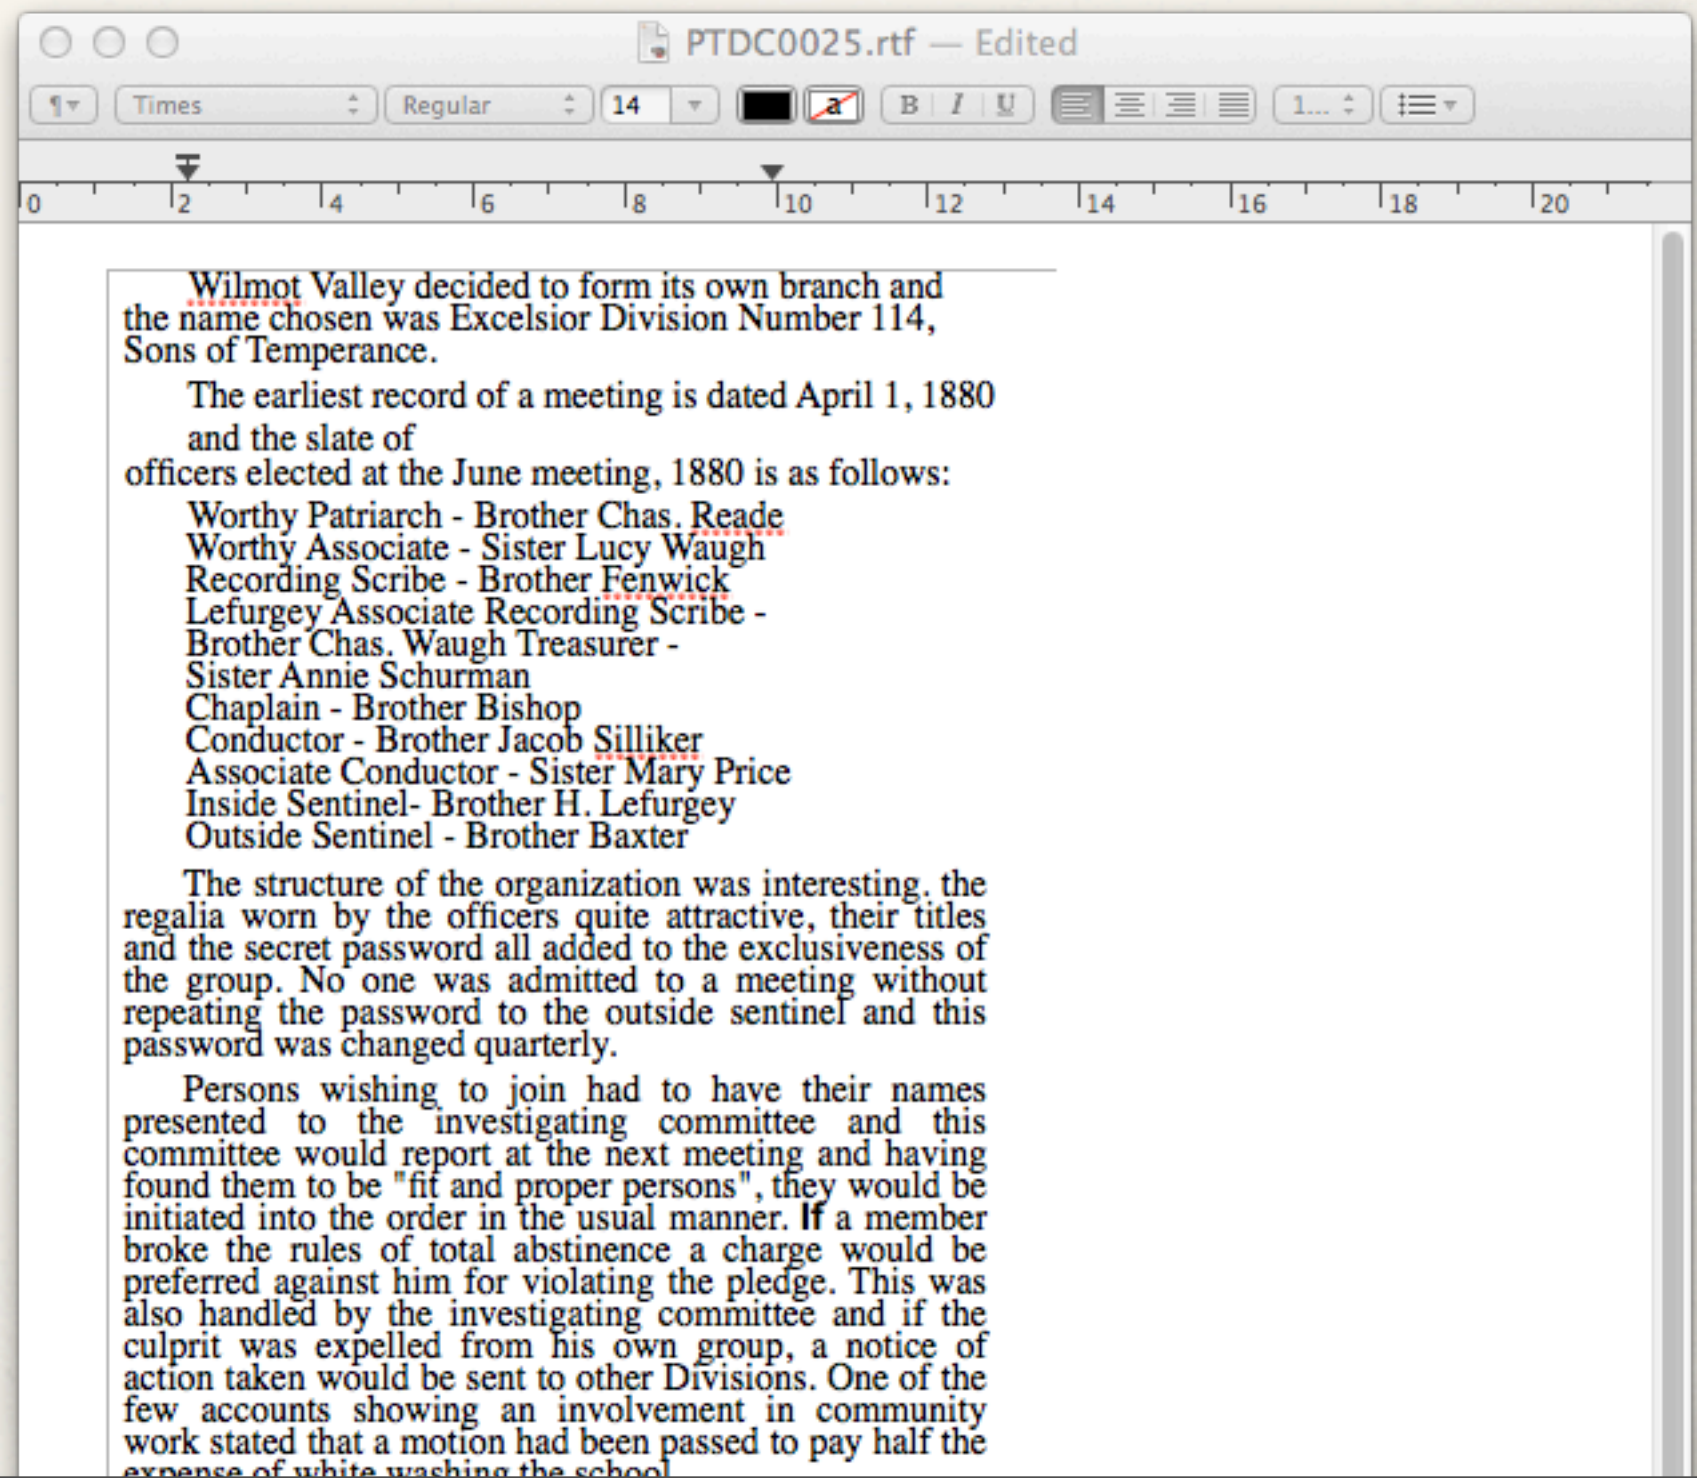 PTDC0025.rtf — Edited
¶ Times Regular 14 a B I U 1...
0 2 4 6 8 10 12 14 16 18 20
Wilmot Valley decided to form its own branch and
the name chosen was Excelsior Division Number 114,
Sons of Temperance.
The earliest record of a meeting is dated April 1, 1880
and the slate of
officers elected at the June meeting, 1880 is as follows:
Worthy Patriarch - Brother Chas. Reade
Worthy Associate - Sister Lucy Waugh
Recording Scribe - Brother Fenwick
Lefurgey Associate Recording Scribe -
Brother Chas. Waugh Treasurer -
Sister Annie Schurman
Chaplain - Brother Bishop
Conductor - Brother Jacob Silliker
Associate Conductor - Sister Mary Price
Inside Sentinel- Brother H. Lefurgey
Outside Sentinel - Brother Baxter
The structure of the organization was interesting. the
regalia worn by the officers quite attractive, their titles
and the secret password all added to the exclusiveness of
the group. No one was admitted to a meeting without
repeating the password to the outside sentinel and this
password was changed quarterly.
Persons wishing to join had to have their names
presented to the investigating committee and this
committee would report at the next meeting and having
found them to be "fit and proper persons", they would be
initiated into the order in the usual manner. If a member
broke the rules of total abstinence a charge would be
preferred against him for violating the pledge. This was
also handled by the investigating committee and if the
culprit was expelled from his own group, a notice of
action taken would be sent to other Divisions. One of the
few accounts showing an involvement in community
work stated that a motion had been passed to pay half the
expense of white washing the school